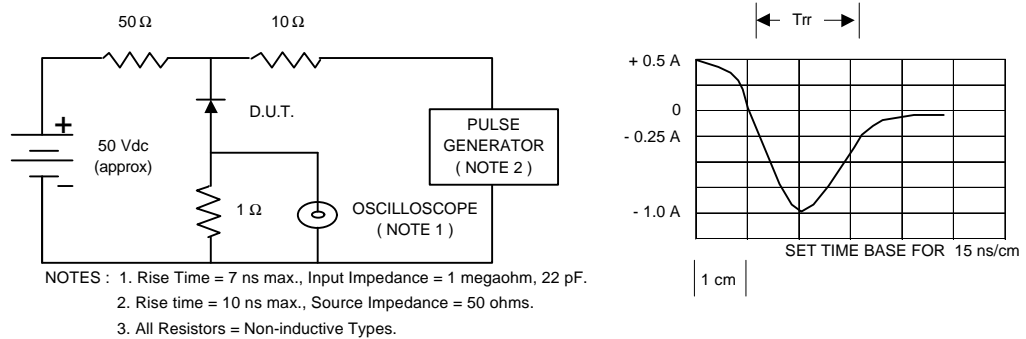 50 Ω
10 Ω
Trr
+ 0.5 A
0
- 0.25 A
- 1.0 A
D.U.T.
+
50 Vdc
(approx)
−
PULSE
GENERATOR
( NOTE 2 )
1 Ω
OSCILLOSCOPE
( NOTE 1 )
SET TIME BASE FOR 15 ns/cm
1 cm
NOTES : 1. Rise Time = 7 ns max., Input Impedance = 1 megaohm, 22 pF.
2. Rise time = 10 ns max., Source Impedance = 50 ohms.
3. All Resistors = Non-inductive Types.